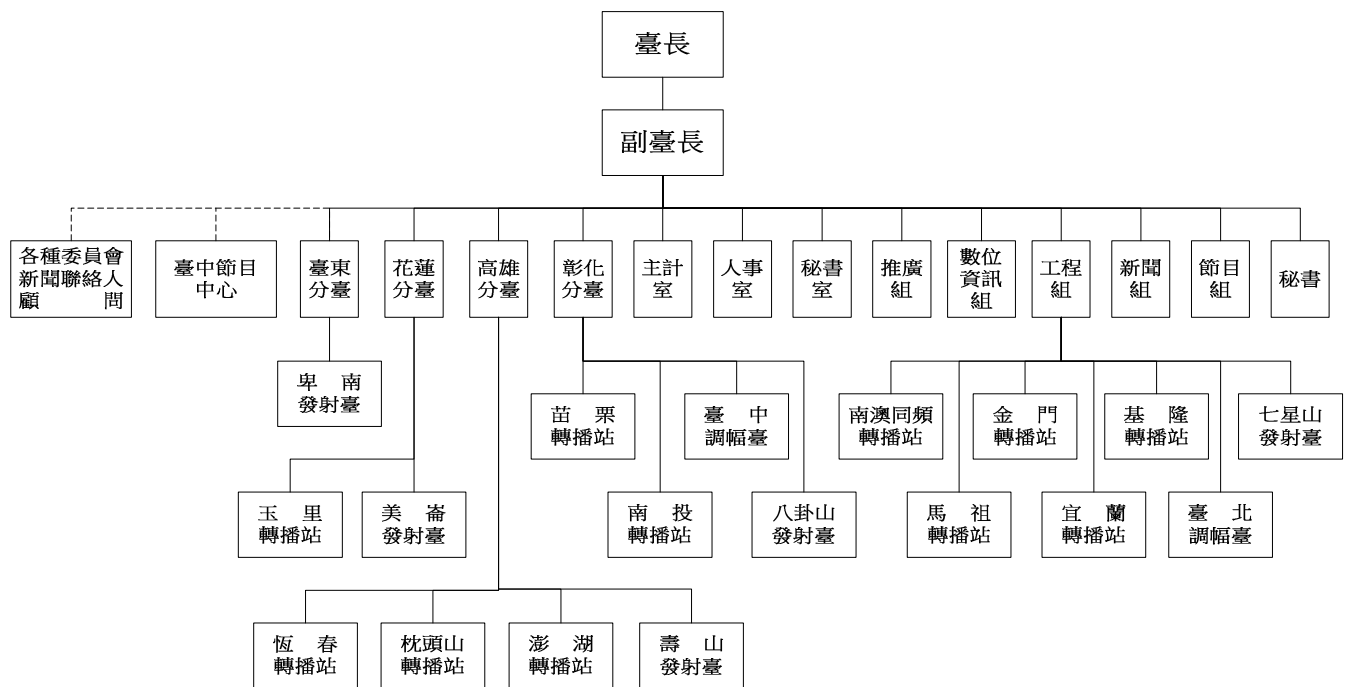 臺長
副臺長
各種委員會
新聞聯絡人
顧問
臺中節目
中心
臺東
分臺
花蓮
分臺
高雄
分臺
彰化
分臺
主計
室
人事
室
秘書
室
推廣
組
數位
資訊
組
工程
組
新聞
組
節目
組
秘書
卑南
發射臺
苗栗
轉播站
臺中
調幅臺
南澳同頻
轉播站
金門
轉播站
基隆
轉播站
七星山
發射臺
玉里
轉播站
美崙
發射臺
南投
轉播站
八卦山
發射臺
馬祖
轉播站
宜蘭
轉播站
臺北
調幅臺
恆春
轉播站
枕頭山
轉播站
澎湖
轉播站
壽山
發射臺